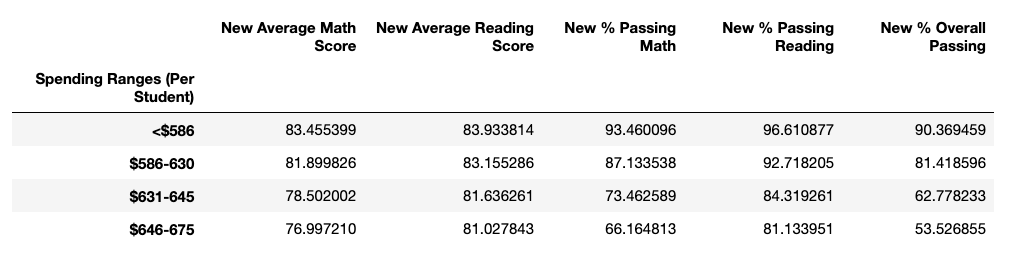 New Average Math Score New Average Reading Score New % Passing Math New % Passing Reading New % Overall Passing
Spending Ranges (Per Student)
<$586 83.455399 83.933814 93.460096 96.610877 90.369459
$586-630 81.899826 83.155286 87.133538 92.718205 81.418596
$631-645 78.502002 81.636261 73.462589 84.319261 62.778233
$646-675 76.997210 81.027843 66.164813 81.133951 53.526855